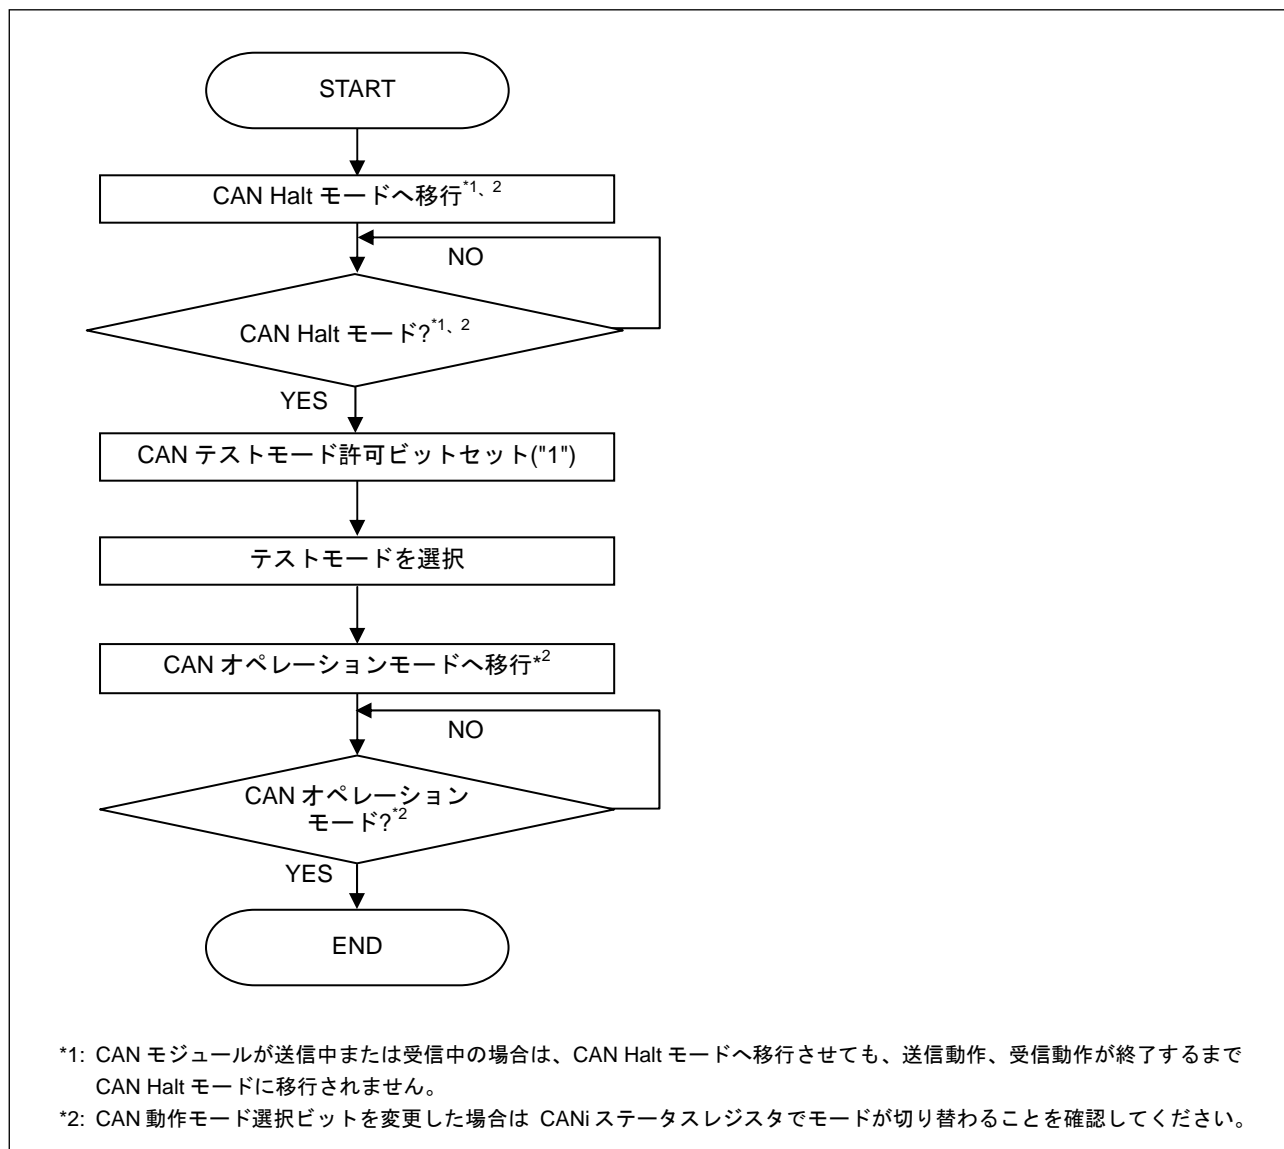 START
CAN Halt モードへ移行*1、2
NO
CAN Halt モード?*1、2
YES
CAN テストモード許可ビットセット("1")
テストモードを選択
CAN オペレーションモードへ移行*2
NO
CAN オペレーション
モード?*2
YES
END
*1: CAN モジュールが送信中または受信中の場合は、CAN Halt モードへ移行させても、送信動作、受信動作が終了するまで
CAN Halt モードに移行されません。
*2: CAN 動作モード選択ビットを変更した場合は CANi ステータスレジスタでモードが切り替わることを確認してください。